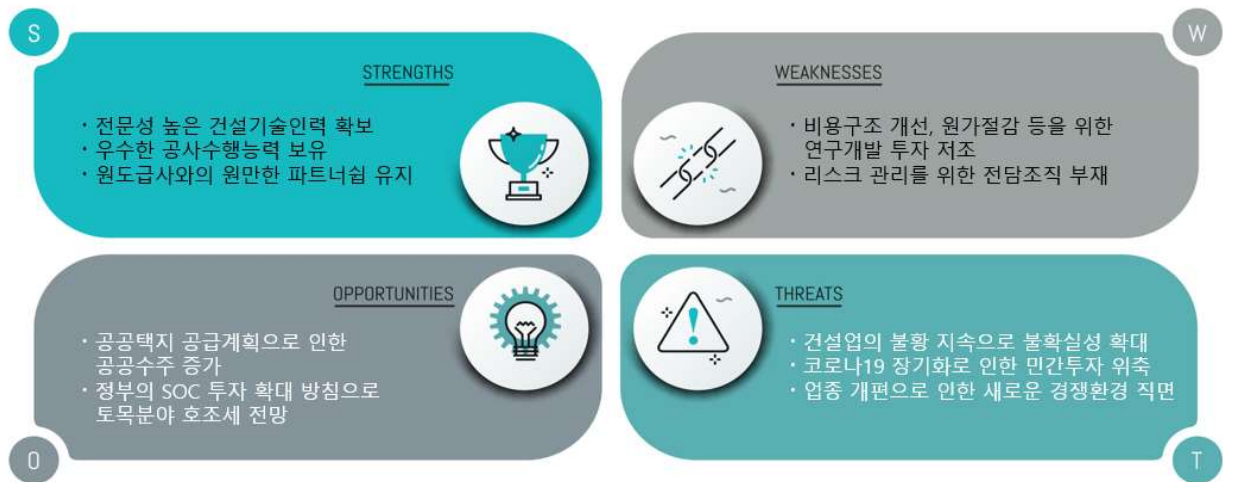 S
STRENGTHS
· 전문성 높은 건설기술인력 확보
· 우수한 공사수행능력 보유
· 원도급사와의 원만한 파트너쉽 유지
W
WEAKNESSES
· 비용구조 개선, 원가절감 등을 위한
연구개발 투자 저조
· 리스크 관리를 위한 전담조직 부재
OPPORTUNITIES
· 공공택지 공급계획으로 인한
공공수주 증가
· 정부의 SOC 투자 확대 방침으로
토목분야 호조세 전망
O
THREATS
· 건설업의 불황 지속으로 불확실성 확대
· 코로나19 장기화로 인한 민간투자 위축
· 업종 개편으로 인한 새로운 경쟁환경 직면
T